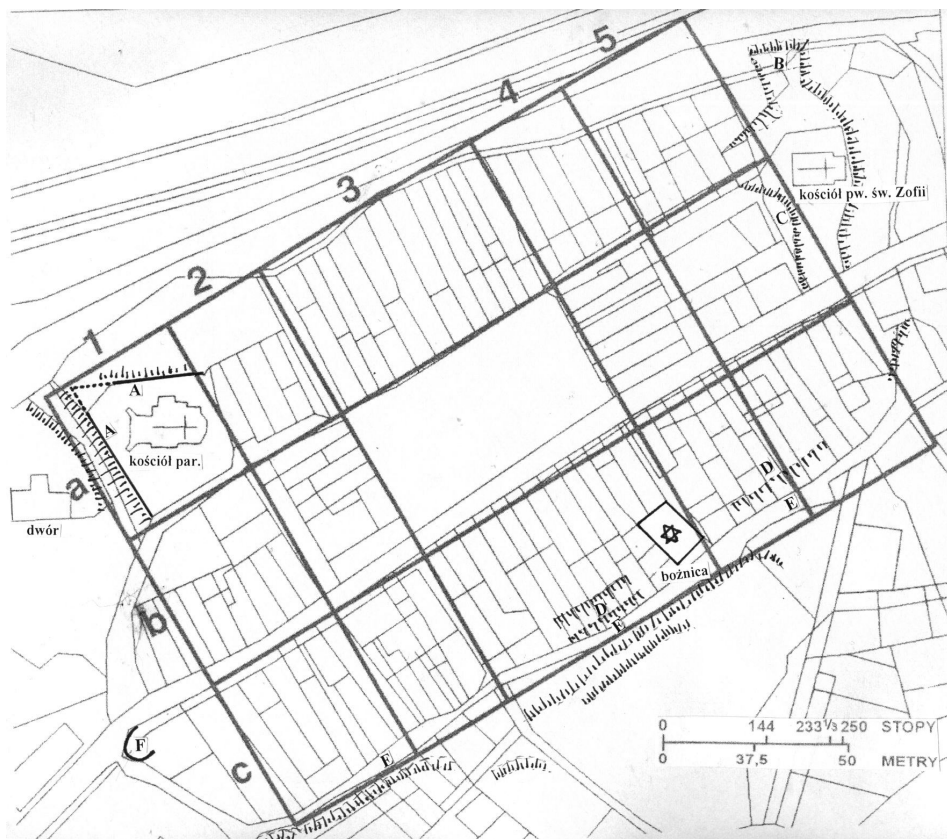 5
B
4
kościół pw. św. Zofii
3
C
2
1
A
A
kościół par.
a
dwór
D
E
bożnica
b
D
E
0 144 233⅓ 250 STOPY
0 37,5 50 METRY
F
c
E